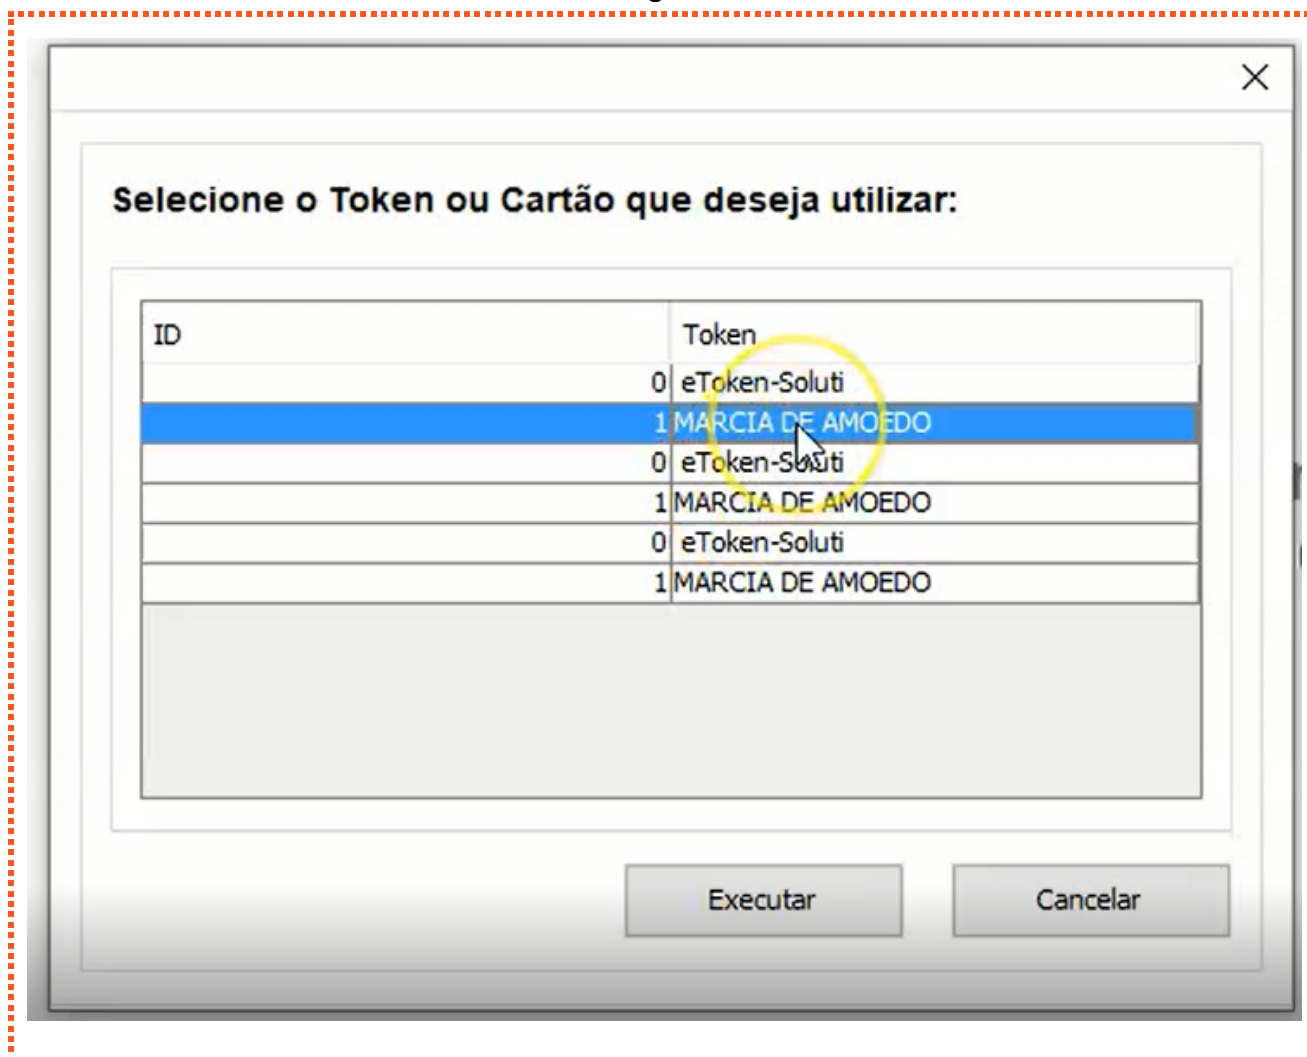 Selecione o Token ou Cartão que deseja utilizar:
ID Token
0 eToken-Soluti
1 MARCIA DE AMOEDO
0 eToken-Soluti
1 MARCIA DE AMOEDO
0 eToken-Soluti
1 MARCIA DE AMOEDO
Executar Cancelar